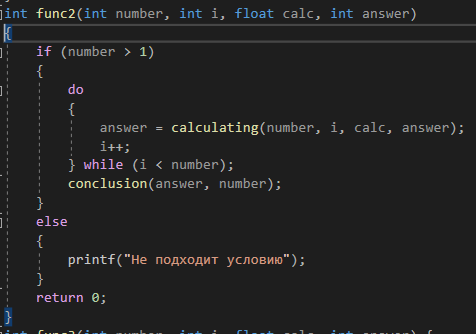 int func2(int number, int i, float calc, int answer)
{
if (number > 1)
{
do
{
answer = calculating(number, i, calc, answer);
i++;
} while (i < number);
conclusion(answer, number);
}
else
{
printf("Не подходит условию");
}
return 0;
}
int func3(int number, int i, float calc, int answer) {